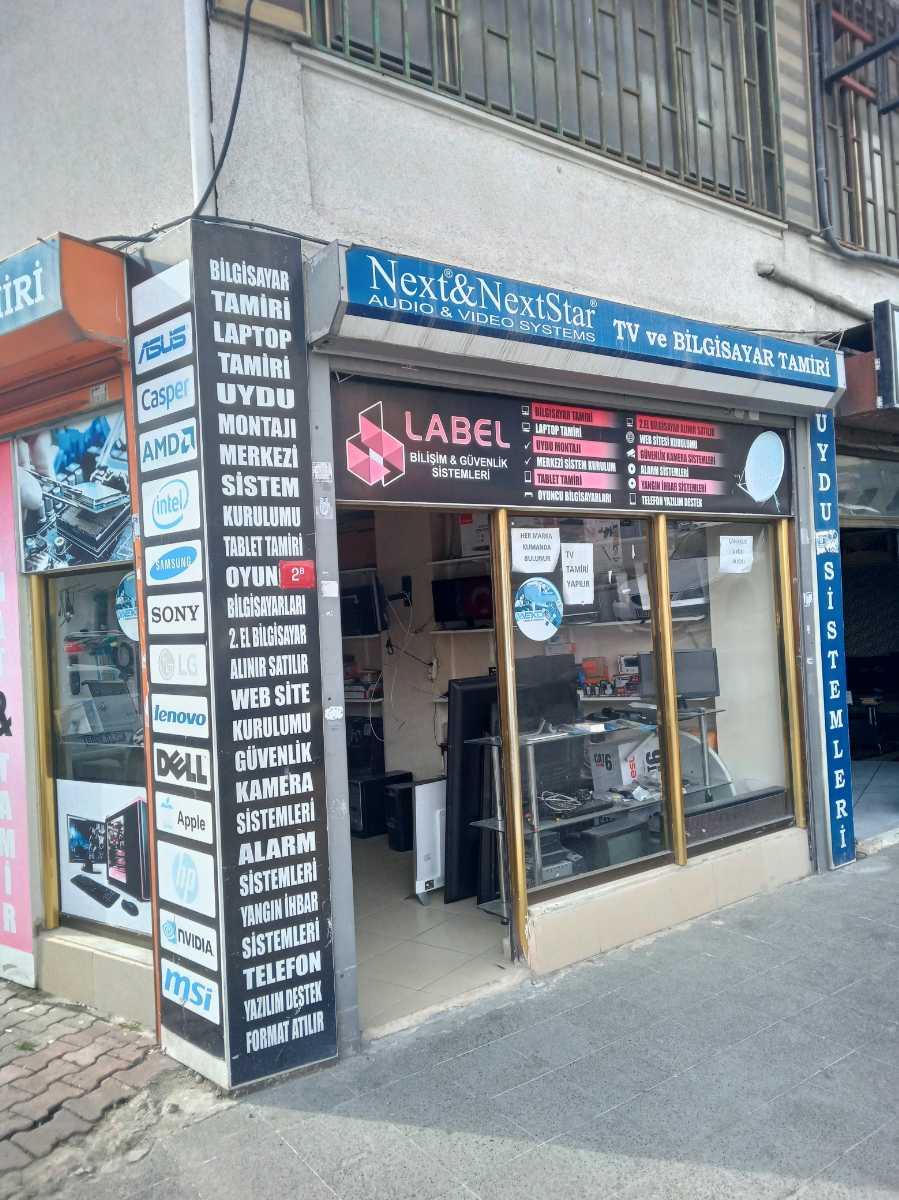 İRİ
ASUS
Casper
AMD
intel
SAMSUNG
SONY
LG
lenovo
DELL
Apple
hp
NVIDIA
msi
BİLGİSAYAR
TAMİRİ
LAPTOP
TAMİRİ
UYDU
MONTAJI
MERKEZİ
SİSTEM
KURULUMU
TABLET TAMİRİ
OYUN
2B
BİLGİSAYARLARI
2. EL BİLGİSAYAR
ALINIR SATILIR
WEB SİTE
KURULUMU
GÜVENLİK
KAMERA
SİSTEMLERİ
ALARM
SİSTEMLERİ
YANGIN İHBAR
SİSTEMLERİ
TELEFON
YAZILIM DESTEK
FORMAT ATILIR
Next®&NextStar®
AUDIO & VIDEO SYSTEMS
TV ve BİLGİSAYAR TAMİRİ
LABEL
BİLİŞİM & GÜVENLİK
SİSTEMLERİ
BİLGİSAYAR TAMİRİ
LAPTOP TAMİRİ
UYDU MONTAJI
MERKEZİ SİSTEM KURULUM
TABLET TAMİRİ
OYUNCU BİLGİSAYARLARI
2.EL BİLGİSAYAR ALINIR SATILIR
WEB SİTESİ KURULUMU
GÜVENLİK KAMERA SİSTEMLERİ
ALARM SİSTEMLERİ
YANGIN İHBAR SİSTEMLERİ
TELEFON YAZILIM DESTEK
HER MARKA
KUMANDA
BULUNUR
TV
TAMİRİ
YAPILIR
UYDU SİSTEMLERİ
& TAMİR